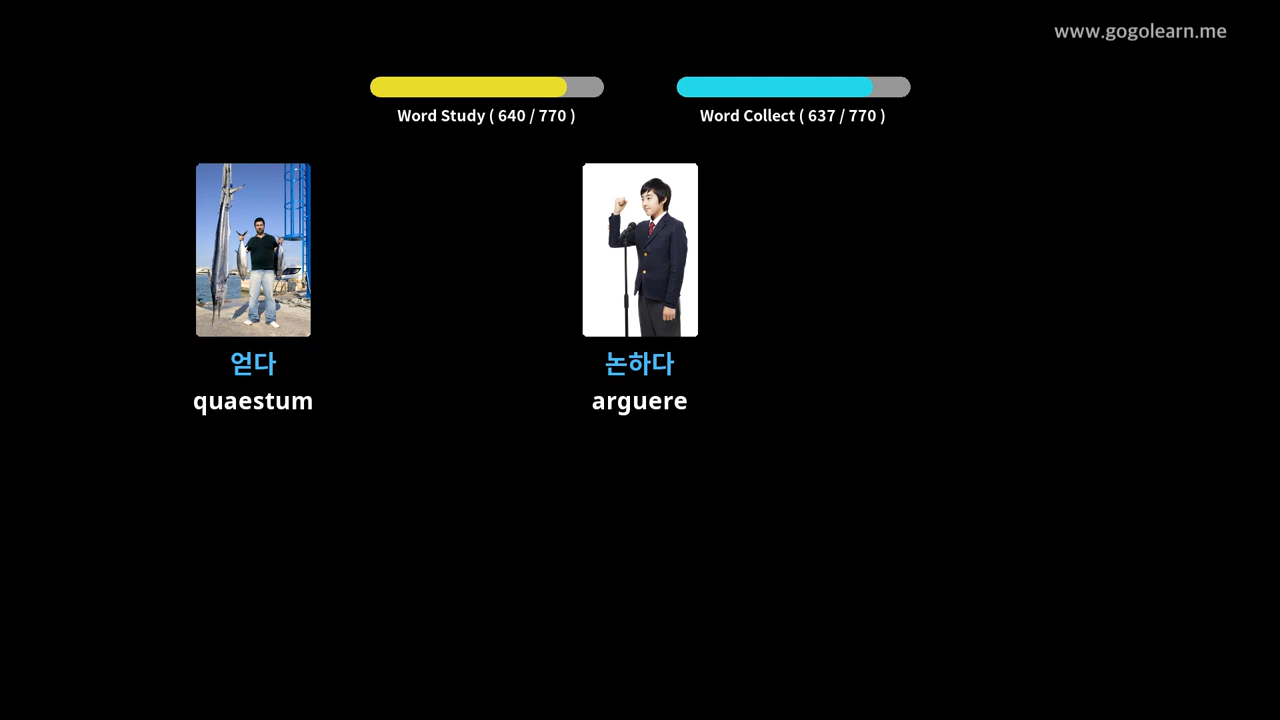 www.gogolearn.me
Word Study ( 640 / 770 )
Word Collect ( 637 / 770 )
얻다
quaestum
논하다
arguere